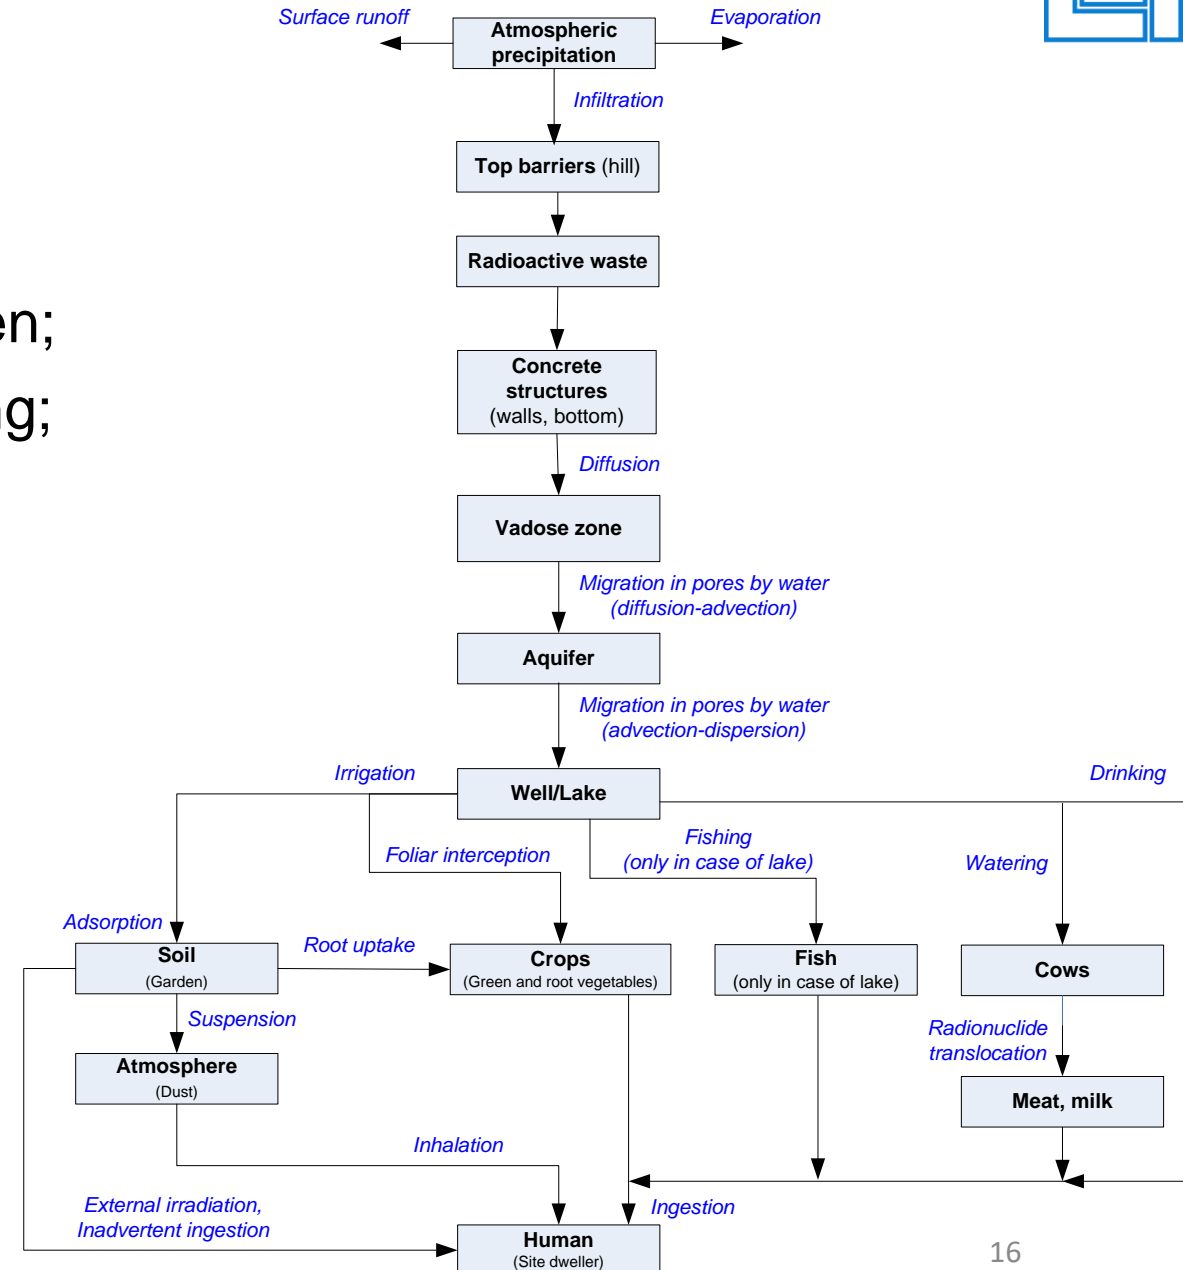 Surface runoff
Evaporation
Atmospheric
precipitation
Infiltration
Top barriers (hill)
Radioactive waste
en;
Concrete
structures
(walls, bottom)
g;
Diffusion
Vadose zone
Migration in pores by water
(diffusion-advection)
Aquifer
Migration in pores by water
(advection-dispersion)
Irrigation
Well/Lake
Drinking
Foliar interception
Fishing
(only in case of lake)
Watering
Adsorption
Soil
(Garden)
Root uptake
Crops
(Green and root vegetables)
Fish
(only in case of lake)
Cows
Suspension
Radionuclide
translocation
Atmosphere
(Dust)
Meat, milk
Inhalation
External irradiation,
Inadvertent ingestion
Ingestion
Human
(Site dweller)
16